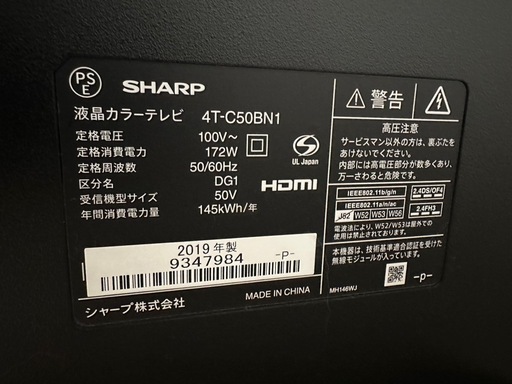 PS
E
SHARP
液晶カラーテレビ 4T-C50BN1
定格電圧 100V~
定格消費電力 172W
定格周波数 50/60Hz
区分名 DG1
受信機型サイズ 50V
年間消費電力量 145kWh/年
UL Japan
HDMI
2019 年製
9347984 -P-
シャープ株式会社
MADE IN CHINA
警告
高圧注意
サービスマン以外の方は、裏ぶたを
あけないでください。
内部には高電圧部分が数多くあり、万
一さわると危険です。
IEEE802.11b/g/n
2.4DS/OF4
IEEE802.11a/n/ac
J52 W52 W53 W56
2.4FH3
電波法により、W52/W53は屋外での
使用は禁止されています。
本機器は、技術基準適合認証を受けた
無線モジュールが入っています。
-P-
MH146WJ